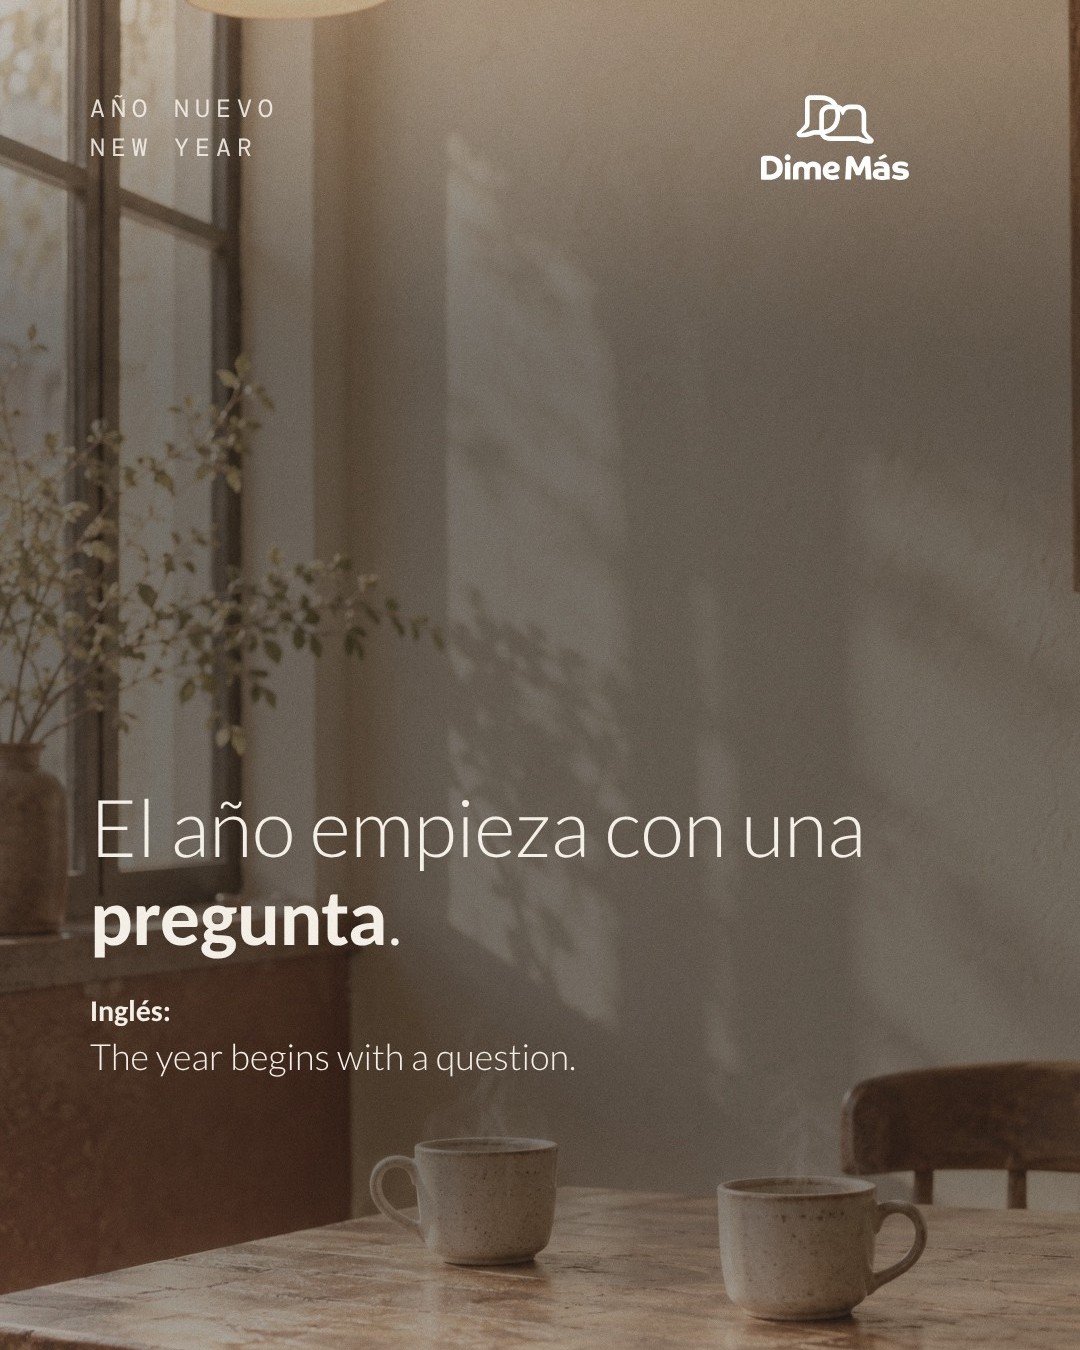 AÑO NUEVO
NEW YEAR
Dime Más
El año empieza con una
pregunta.
Inglés:
The year begins with a question.